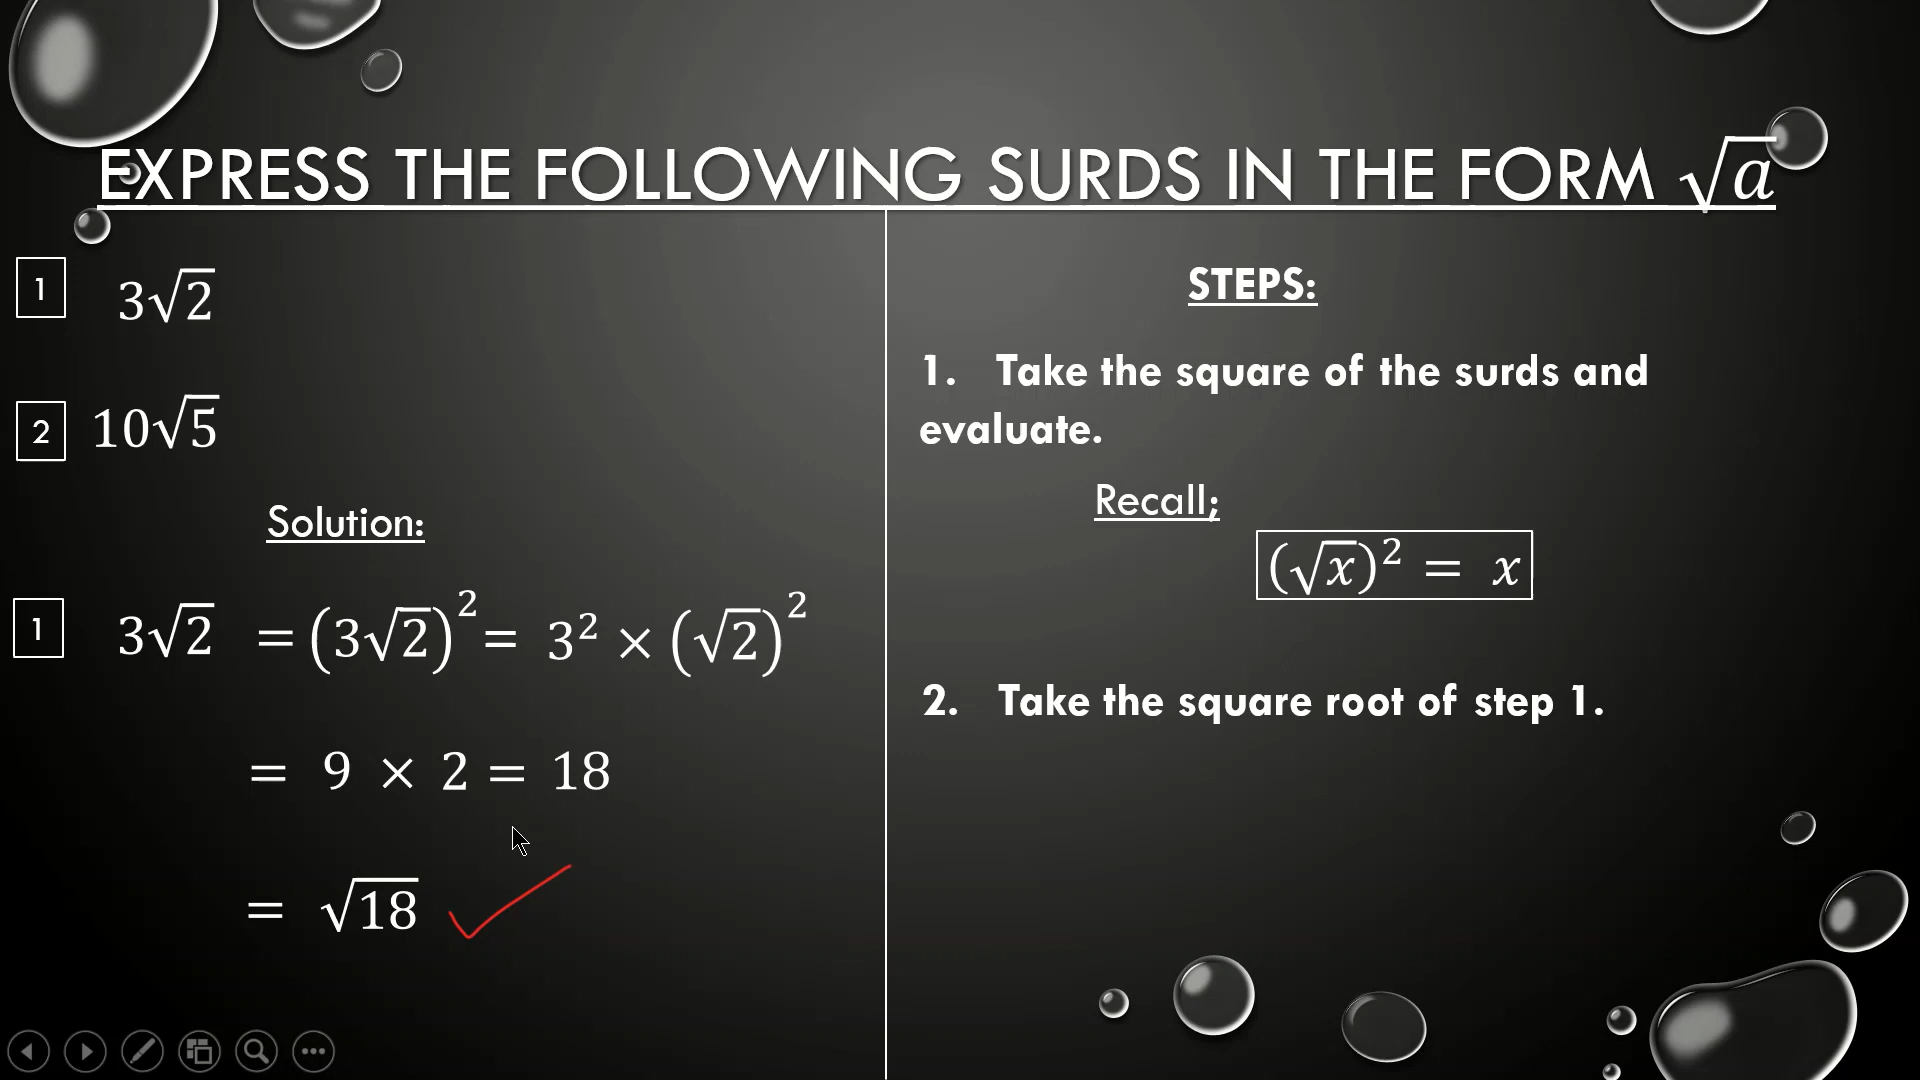 EXPRESS THE FOLLOWING SURDS IN THE FORM √a
1 3√2
2 10√5
Solution:
1 3√2 = (3√2)² = 3² × (√2)²
= 9 × 2 = 18
= √18
STEPS:
1. Take the square of the surds and
evaluate.
Recall;
(√x)² = x
2. Take the square root of step 1.